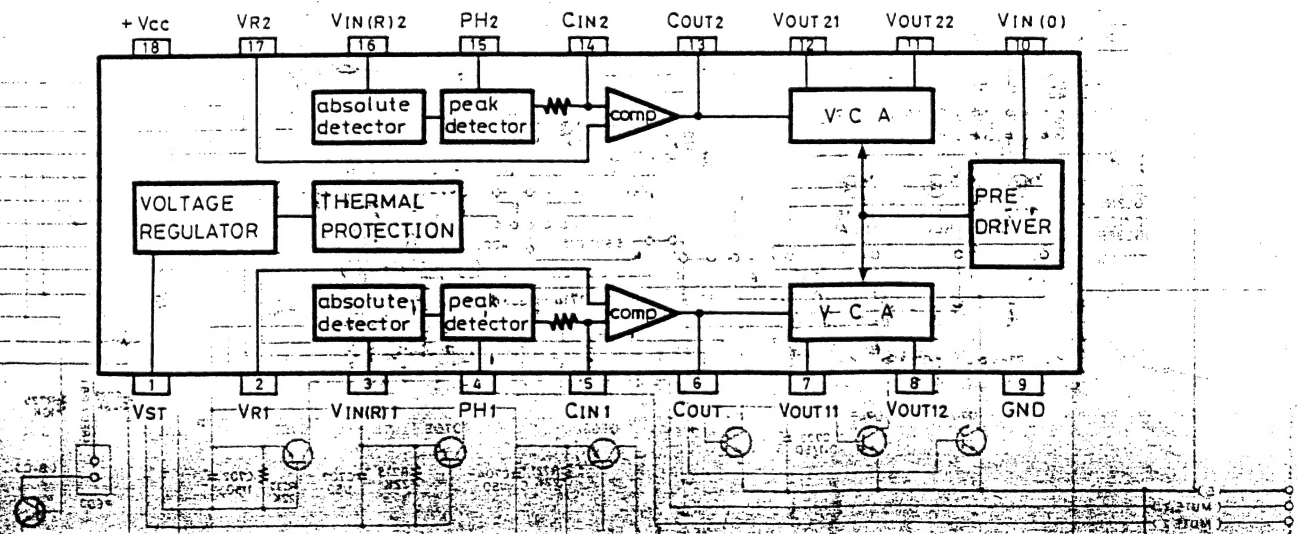 +VCC VR2 VIN(R)2 PH2 CIN2 COUT2 VOUT21 VOUT22 VIN(0)
18 17 16 15 14 13 12 11 10
absolute detector
peak detector
comp
V C A
VOLTAGE REGULATOR
THERMAL PROTECTION
PRE DRIVER
absolute detector
peak detector
comp
V C A
1 2 3 4 5 6 7 8 9
VST VR1 VIN(R)1 PH1 CIN1 COUT VOUT11 VOUT12 GND